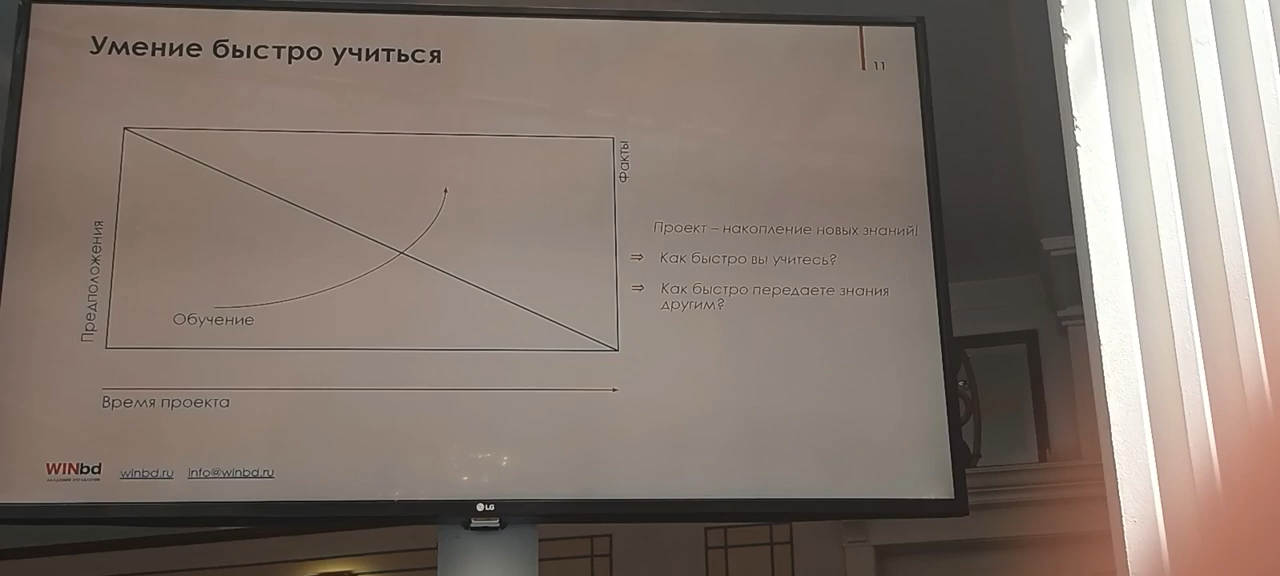 Умение быстро учиться
11
Факты
Предположения
Проект – накопление новых знаний!
⇒ Как быстро вы учитесь?
⇒ Как быстро передаете знания
другим?
Обучение
Время проекта
WINbd
winbd.ru info@winbd.ru
LG